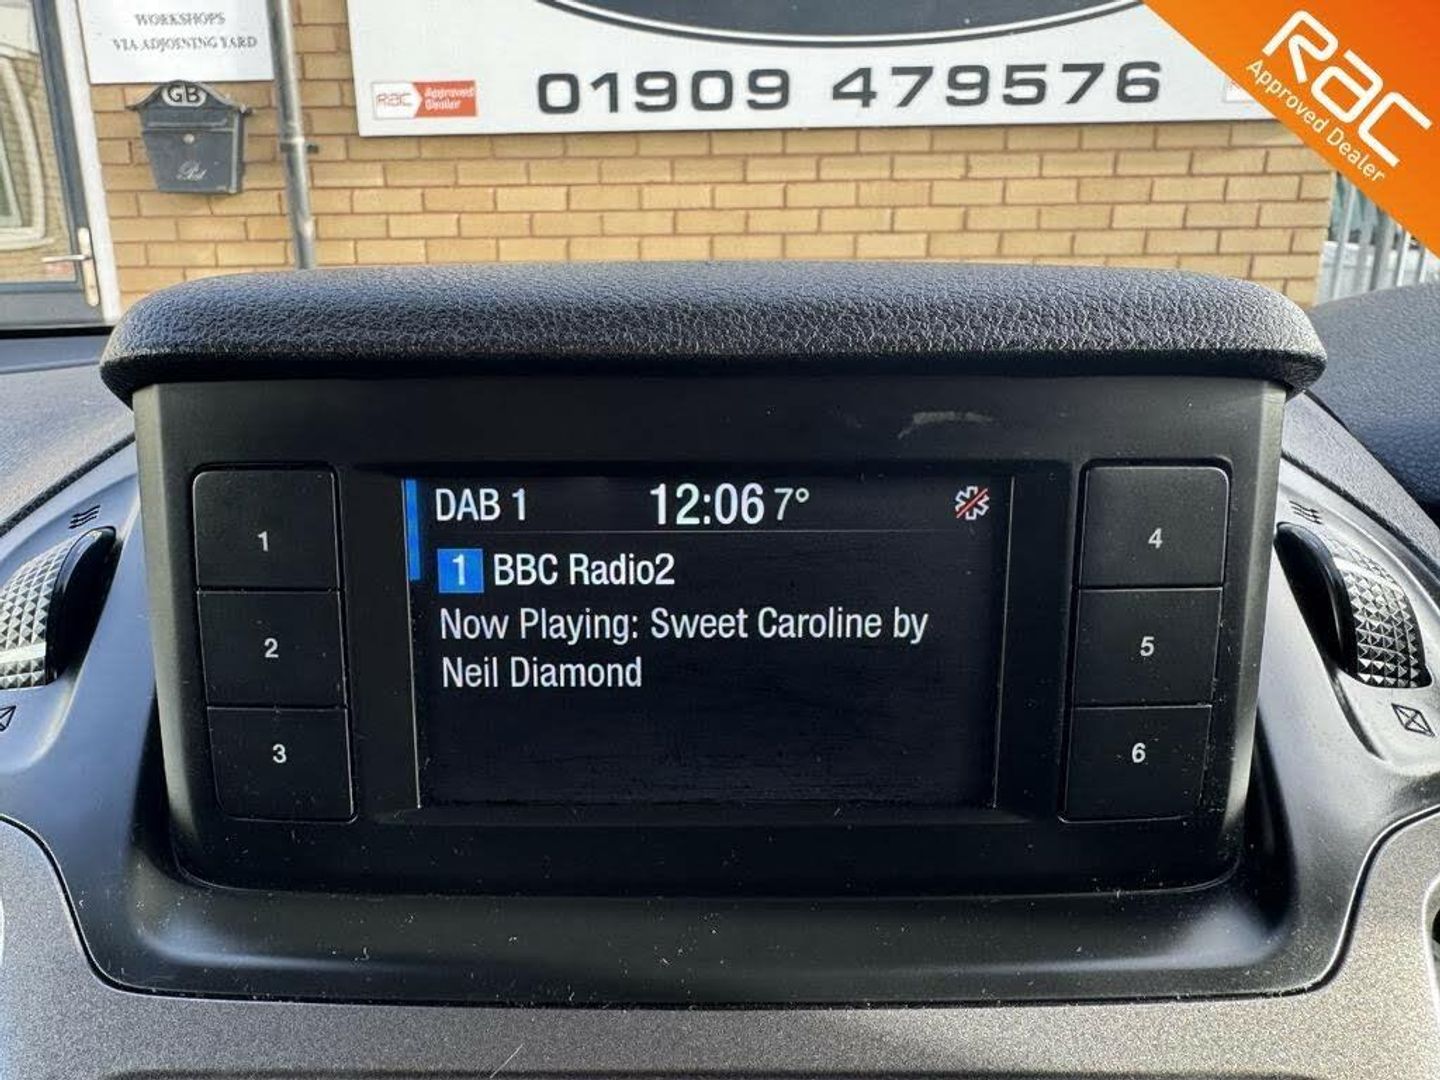 WORKSHOPS
VIA ADJOINING YARD
GB
Post
RAC Approved
Dealer
01909 479576
RAC
Approved Dealer
DAB 1 12:06 7°
1 BBC Radio2
Now Playing: Sweet Caroline by
Neil Diamond
1
2
3
4
5
6